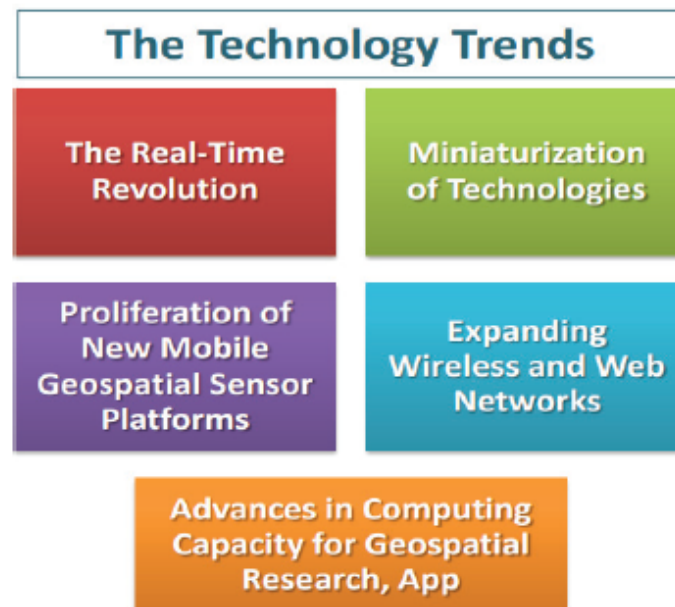 The Technology Trends
The Real-Time
Revolution
Miniaturization
of Technologies
Proliferation of
New Mobile
Geospatial Sensor
Platforms
Expanding
Wireless and Web
Networks
Advances in Computing
Capacity for Geospatial
Research, App